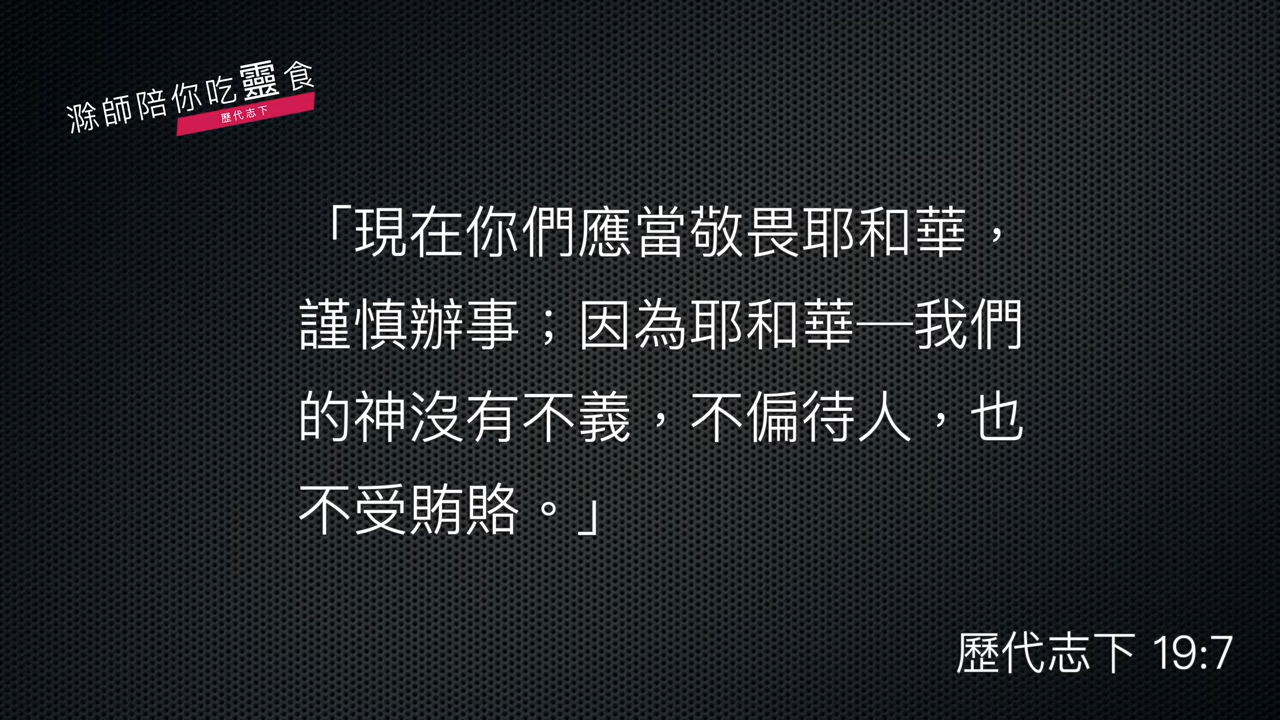 滁師陪你吃靈食
歷代志下
「現在你們應當敬畏耶和華，
謹慎辦事；因為耶和華─我們
的神沒有不義，不偏待人，也
不受賄賂。」
歷代志下 19:7